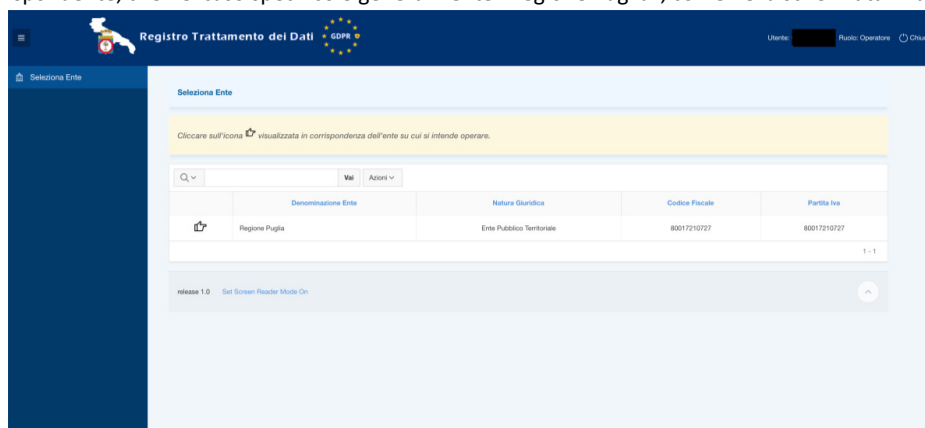 Registro Trattamento dei Dati
GDPR
Utente:
Ruolo: Operatore
Seleziona Ente
Seleziona Ente
Cliccare sull'icona visualizzata in corrispondenza dell'ente su cui si intende operare.
Vai Azioni
Denominazione Ente Natura Giuridica Codice Fiscale Partita Iva
Regione Puglia Ente Pubblico Territoriale 80017210727 80017210727
1 - 1
release 1.0 Set Screen Reader Mode On